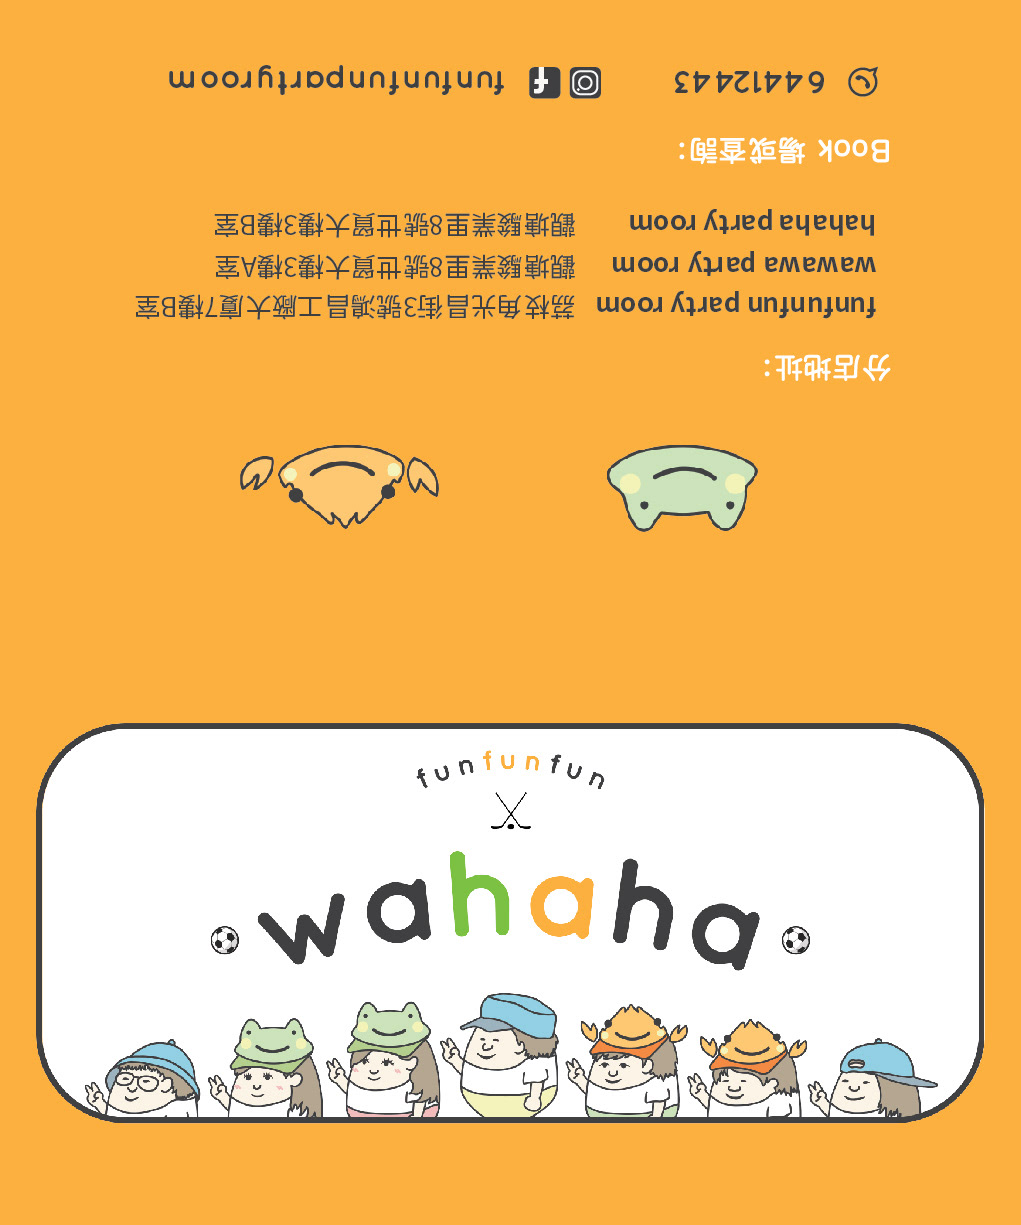 分店地址:
funfunfun party room 荔枝角光昌街3號鴻昌工廠大廈7樓B室
wawawa party room 觀塘駿業里8號世貿大樓3樓A室
hahaha party room 觀塘駿業里8號世貿大樓3樓B室
Book 場或查詢:
64412443 funfunfunpartyroom
funfunfun
wahaha